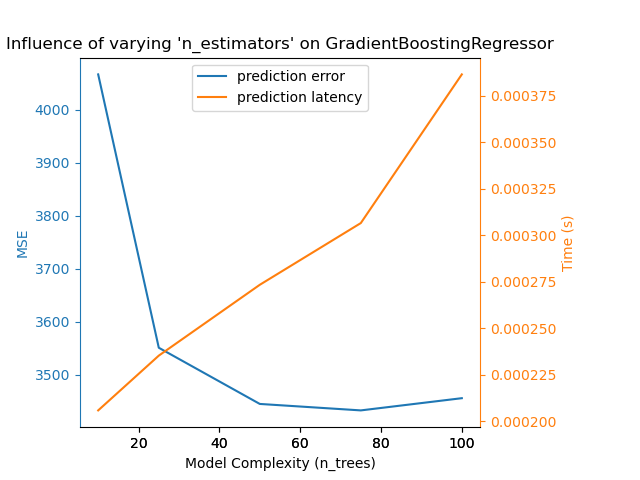 Influence of varying 'n_estimators' on GradientBoostingRegressor
prediction error
prediction latency
4000
3900
3800
3700
3600
3500
MSE
0.000375
0.000350
0.000325
0.000300
0.000275
0.000250
0.000225
0.000200
Time (s)
20 40 60 80 100
Model Complexity (n_trees)